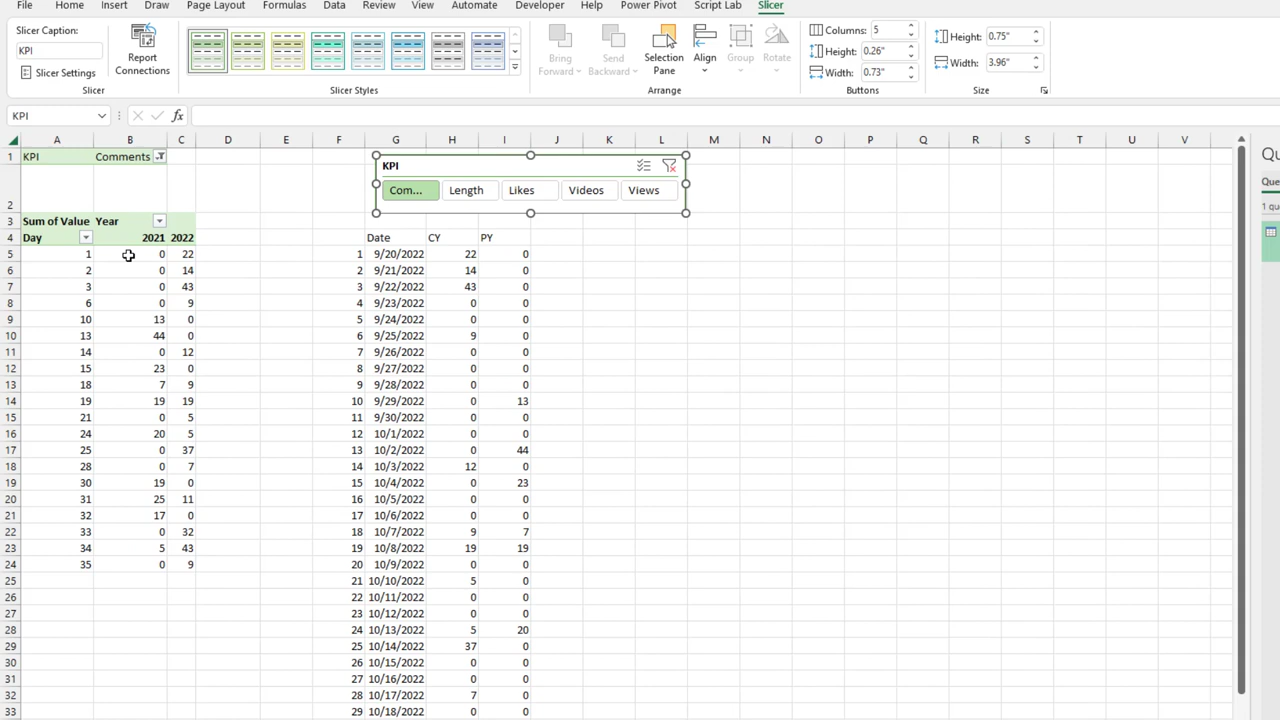 File Home Insert Draw Page Layout Formulas Data Review View Automate Developer Help Power Pivot Script Lab Slicer
Slicer Caption:
KPI
Slicer Settings
Report Connections
Slicer
Slicer Styles
Bring Forward
Send Backward
Selection Pane
Align
Group
Rotate
Arrange
Columns: 5
Height: 0.26"
Width: 0.73"
Buttons
Height: 0.75"
Width: 3.96"
Size
KPI fx
A B C D E F G H I J K L M N O P Q R S T U V
1 KPI Comments
KPI
Com... Length Likes Videos Views
2
3 Sum of Value Year
4 Day 2021 2022 Date CY PY
5 1 0 22 1 9/20/2022 22 0
6 2 0 14 2 9/21/2022 14 0
7 3 0 43 3 9/22/2022 43 0
8 6 0 9 4 9/23/2022 0 0
9 10 13 0 5 9/24/2022 0 0
10 13 44 0 6 9/25/2022 9 0
11 14 0 12 7 9/26/2022 0 0
12 15 23 0 8 9/27/2022 0 0
13 18 7 9 9 9/28/2022 0 0
14 19 19 19 10 9/29/2022 0 13
15 21 0 5 11 9/30/2022 0 0
16 24 20 5 12 10/1/2022 0 0
17 25 0 37 13 10/2/2022 0 44
18 28 0 7 14 10/3/2022 12 0
19 30 19 0 15 10/4/2022 0 23
20 31 25 11 16 10/5/2022 0 0
21 32 17 0 17 10/6/2022 0 0
22 33 0 32 18 10/7/2022 9 7
23 34 5 43 19 10/8/2022 19 19
24 35 0 9 20 10/9/2022 0 0
25 21 10/10/2022 5 0
26 22 10/11/2022 0 0
27 23 10/12/2022 0 0
28 24 10/13/2022 5 20
29 25 10/14/2022 37 0
30 26 10/15/2022 0 0
31 27 10/16/2022 0 0
32 28 10/17/2022 7 0
33 29 10/18/2022 0 0
Qu
Que
1 qu